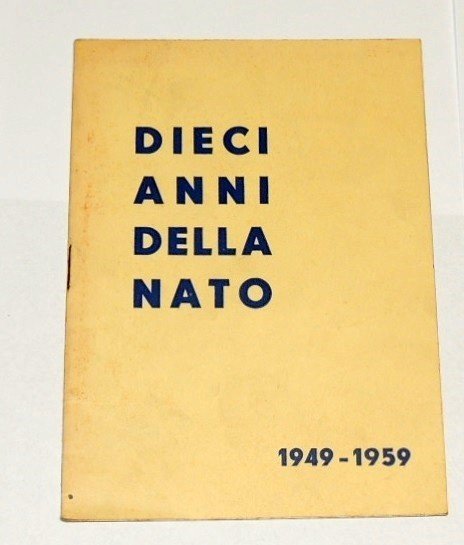 DIECI
ANNI
DELLA
NATO
1949-1959